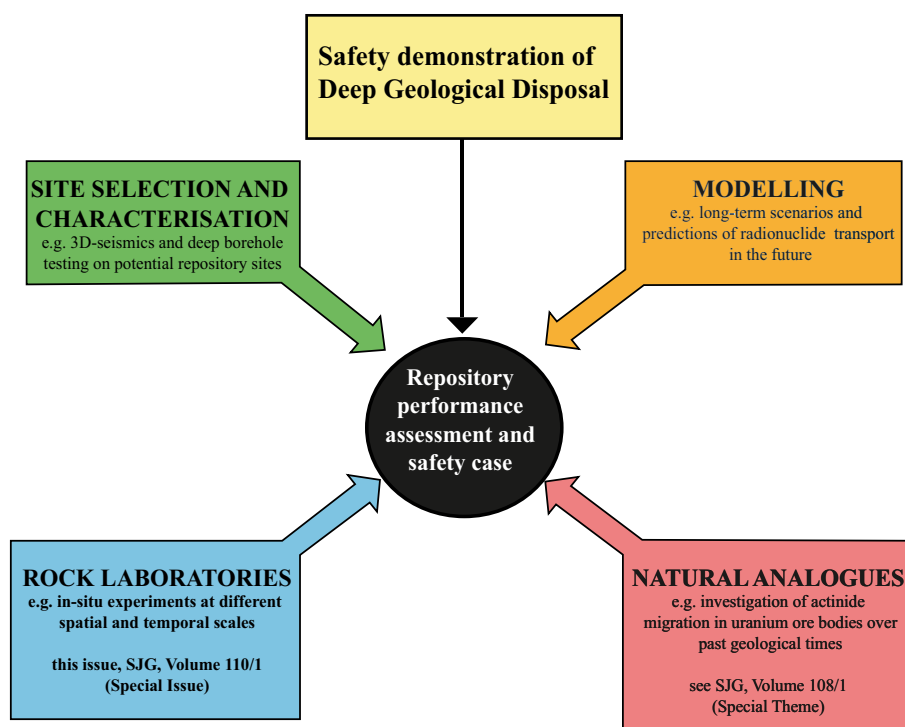 Safety demonstration of
Deep Geological Disposal
SITE SELECTION AND
CHARACTERISATION
e.g. 3D-seismics and deep borehole
testing on potential repository sites
MODELLING
e.g. long-term scenarios and
predictions of radionuclide transport
in the future
Repository
performance
assessment and
safety case
ROCK LABORATORIES
e.g. in-situ experiments at different
spatial and temporal scales
this issue, SJG, Volume 110/1
(Special Issue)
NATURAL ANALOGUES
e.g. investigation of actinide
migration in uranium ore bodies over
past geological times
see SJG, Volume 108/1
(Special Theme)